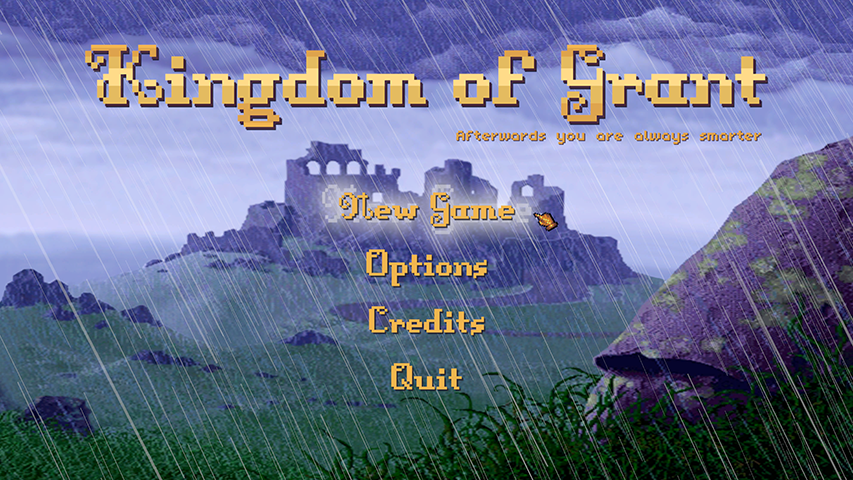 Kingdom of Grant
Afterwards you are always smarter
New Game
Options
Credits
Quit